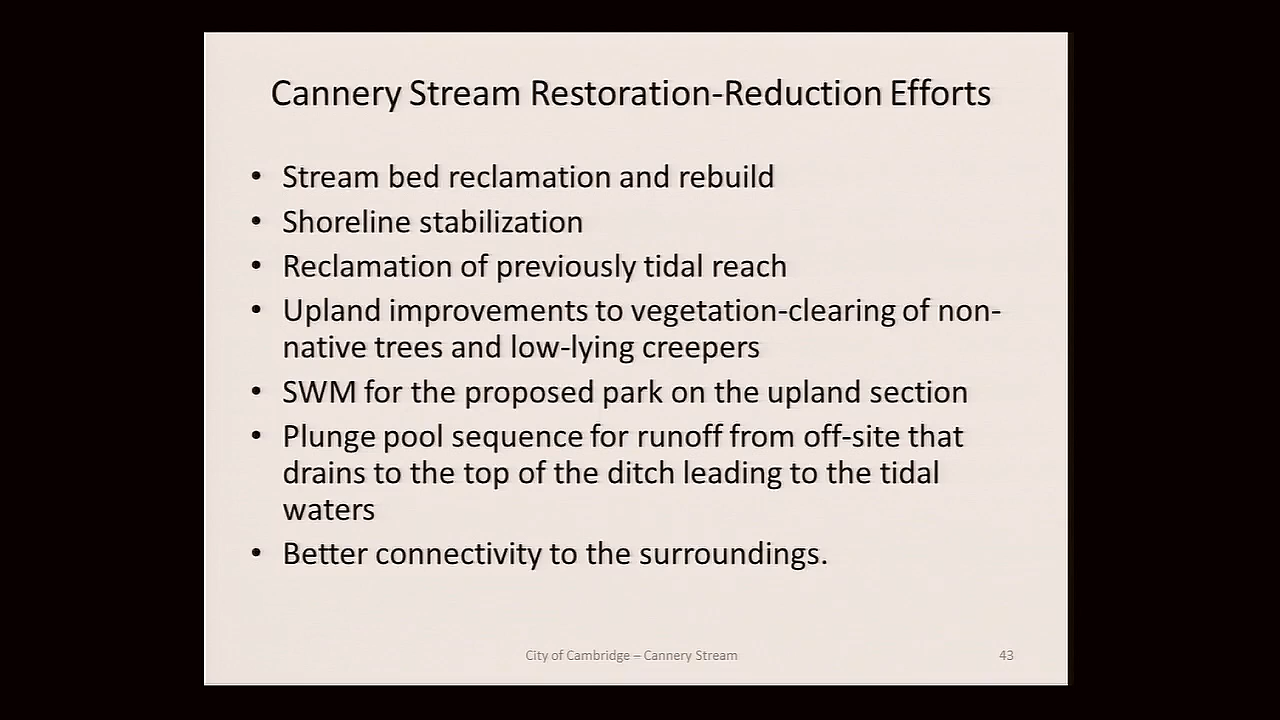 Cannery Stream Restoration-Reduction Efforts
• Stream bed reclamation and rebuild
• Shoreline stabilization
• Reclamation of previously tidal reach
• Upland improvements to vegetation-clearing of non-
native trees and low-lying creepers
• SWM for the proposed park on the upland section
• Plunge pool sequence for runoff from off-site that
drains to the top of the ditch leading to the tidal
waters
• Better connectivity to the surroundings.
City of Cambridge – Cannery Stream
43